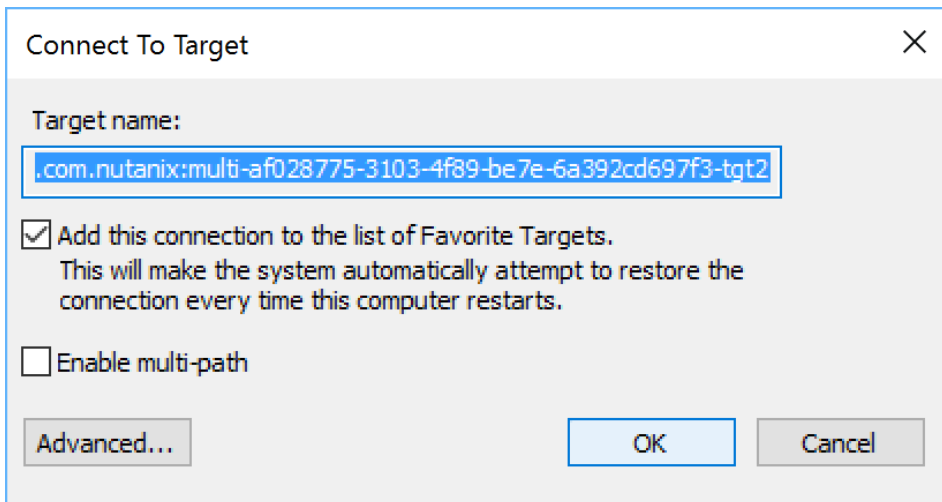 Connect To Target
Target name:
.com.nutanix:multi-af028775-3103-4f89-be7e-6a392cd697f3-tgt2
Add this connection to the list of Favorite Targets.
This will make the system automatically attempt to restore the
connection every time this computer restarts.
Enable multi-path
Advanced...
OK
Cancel